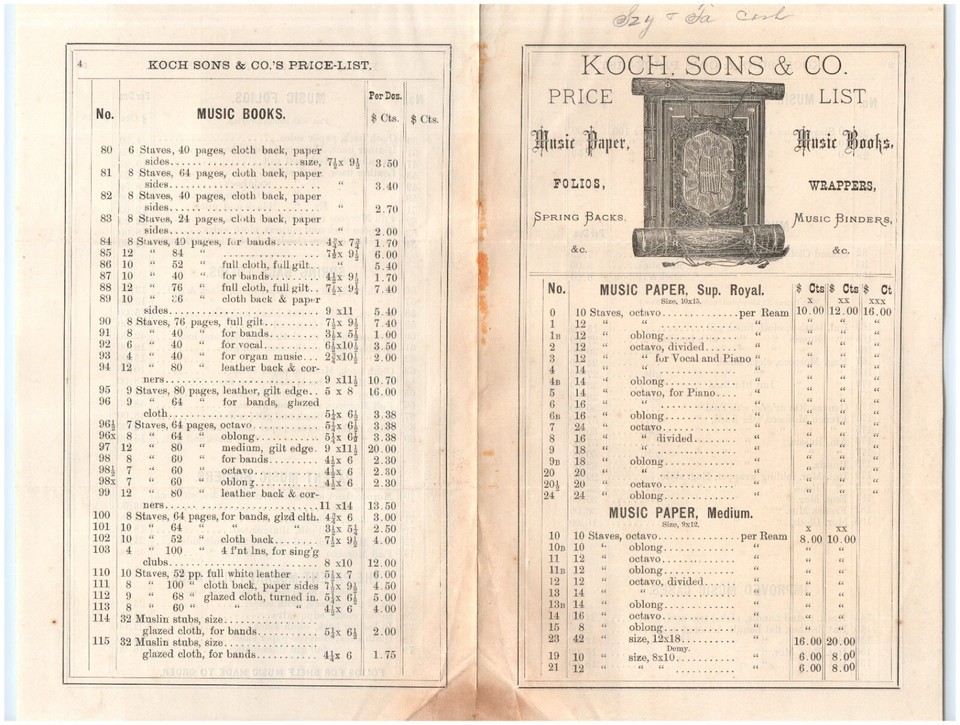 4
KOCH SONS & CO.'S PRICE-LIST.
No. MUSIC BOOKS. Per Doz. $ Cts. $ Cts.
80 6 Staves, 40 pages, cloth back, paper
sides........size, 7½x 9½ 3.50
81 8 Staves, 64 pages, cloth back, paper
sides........ “ 3.40
82 8 Staves, 40 pages, cloth back, paper
sides........ “ 2.70
83 8 Staves, 24 pages, cloth back, paper
sides........ “ 2.00
84 8 Staves, 40 pages, for bands........ 4¾x 7¾ 1.70
85 12 “ 84 “ ........ 7½x 9½ 6.00
86 10 “ 52 “ full cloth, full gilt.. “ 5.40
87 10 “ 40 “ for bands........ 4½x 9½ 1.70
88 12 “ 76 “ full cloth, full gilt.. 7½x 9¼ 7.40
89 10 “ 36 “ cloth back & paper
sides........ 9 x11 5.40
90 8 Staves, 76 pages, full gilt........ 7½x 9½ 7.40
91 8 “ 40 “ for bands........ 3½x 5½ 1.00
92 6 “ 40 “ for vocal........ 6½x10½ 3.50
93 4 “ 40 “ for organ music... 2¾x10½ 2.00
94 12 “ 80 “ leather back & cor-
ners........ 9 x11½ 10.70
95 9 Staves, 80 pages, leather, gilt edge.. 5 x 8 16.00
96 9 “ 64 “ for bands, glazed
cloth........ 5¼x 6½ 3.38
96½ 7 Staves, 64 pages, octavo........ 5¼x 6½ 3.38
96x 8 “ 64 “ oblong........ 5¼x 6½ 3.38
97 12 “ 80 “ medium, gilt edge. 9 x11½ 20.00
98 8 “ 60 “ for bands........ 4½x 6 2.30
98½ 7 “ 60 “ octavo........ 4½x 6 2.30
98x 7 “ 60 “ oblong........ 4½x 6 2.30
99 12 “ 80 “ leather back & cor-
ners........11 x14 13.50
100 8 Staves, 64 pages, for bands, glzd clth. 4¾x 6 3.00
101 10 “ 64 “ “ “ 3½x 5¼ 2.50
102 10 “ 52 “ cloth back........ 7½x 9½ 4.00
103 4 “ 100 “ 4 f'nt lns, for sing'g
clubs........ 8 x10 12.00
110 10 Staves, 52 pp. full white leather ... 5½x 7 6.00
111 8 “ 100 “ cloth back, paper sides 7½x 9½ 4.50
112 9 “ 68 “ glazed cloth, turned in. 5¼x 6½ 5.00
113 8 “ 60 “ “ “ 4½x 6 4.00
114 32 Muslin stubs, size........
glazed cloth, for bands........ 5¼x 6½ 2.00
115 32 Muslin stubs, size........
glazed cloth, for bands........ 4¼x 6 1.75
Cash
KOCH, SONS & CO.
PRICE LIST
Music Paper, Music Books,
FOLIOS, WRAPPERS,
SPRING BACKS, MUSIC BINDERS,
&c. &c.
No. MUSIC PAPER, Sup. Royal. $ Cts $ Cts $ Ct
Size, 10x15. x xx xxx
0 10 Staves, octavo........per Ream 10.00 12.00 16.00
1 12 “ “ ........ “ “ “ “
1B 12 “ oblong........ “ “ “ “
2 12 “ octavo, divided...... “ “ “ “
3 12 “ “ for Vocal and Piano “ “ “ “
4 14 “ “ ........ “ “ “ “
4B 14 “ oblong........ “ “ “ “
5 14 “ octavo, for Piano.... “ “ “ “
6 16 “ “ ........ “ “ “ “
6B 16 “ oblong........ “ “ “ “
7 24 “ octavo........ “ “ “ “
8 16 “ “ divided........ “ “ “ “
9 18 “ “ ........ “ “ “ “
9B 18 “ oblong........ “ “ “ “
20 20 “ “ ........ “ “ “ “
20½ 20 “ octavo........ “ “ “ “
24 24 “ oblong........ “ “ “ “
MUSIC PAPER, Medium.
Size, 9x12. x xx
10 10 Staves, octavo........per Ream 8.00 10.00
10B 10 “ oblong........ “ “ “
11 12 “ octavo........ “ “ “
11B 12 “ oblong........ “ “ “
12 12 “ octavo, divided...... “ “ “
13 14 “ “ ........ “ “ “
13B 14 “ oblong........ “ “ “
14 16 “ octavo........ “ “ “
15 8 “ oblong........ “ “ “
23 42 “ size, 12x18........ “ 16.00 20.00
Demy.
19 10 “ size, 8x10........ “ 6.00 8.00
21 12 “ “ “ ........ “ 6.00 8.00